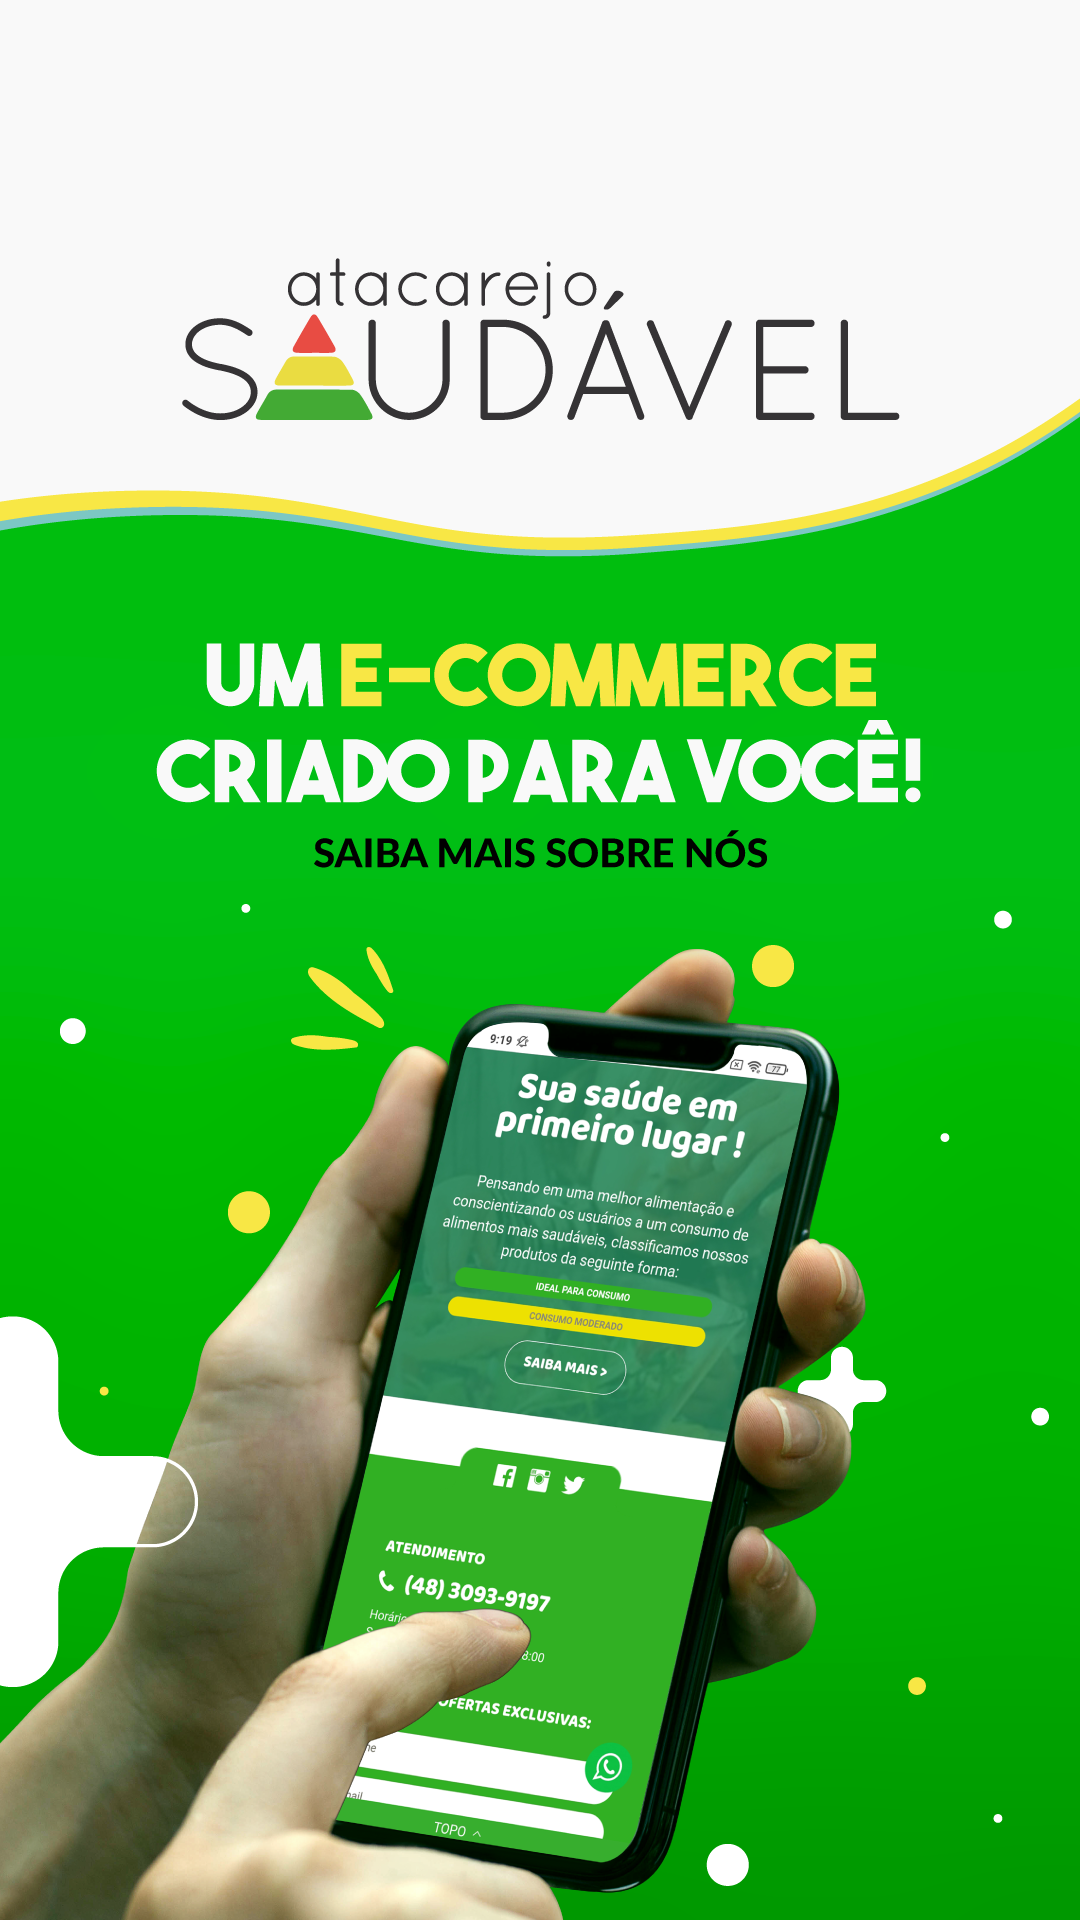 atacarejo
SAUDÁVEL
UM E-COMMERCE
CRIADO PARA VOCÊ!
SAIBA MAIS SOBRE NÓS
9:19
77
Sua saúde em
primeiro lugar !
Pensando em uma melhor alimentação e
conscientizando os usuários a um consumo de
alimentos mais saudáveis, classificamos nossos
produtos da seguinte forma:
IDEAL PARA CONSUMO
CONSUMO MODERADO
SAIBA MAIS >
ATENDIMENTO
(48) 3093-9197
8:00
OFERTAS EXCLUSIVAS:
TOPO